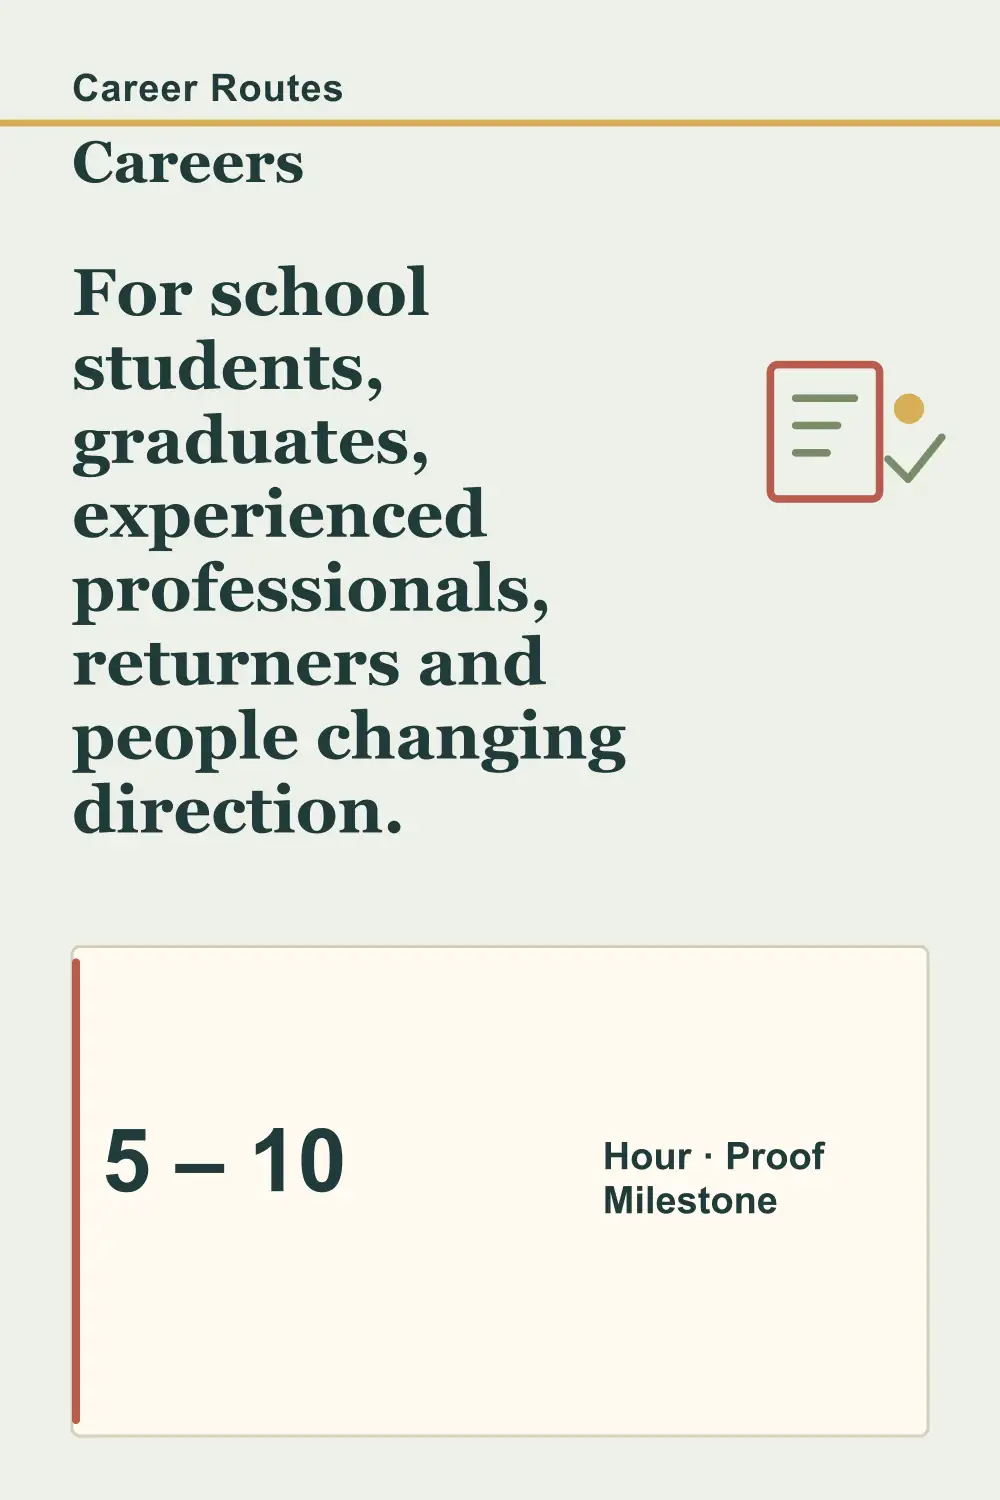 Career Routes
Careers
For school
students,
graduates,
experienced
professionals,
returners and
people changing
direction.
5 – 10
Hour · Proof
Milestone